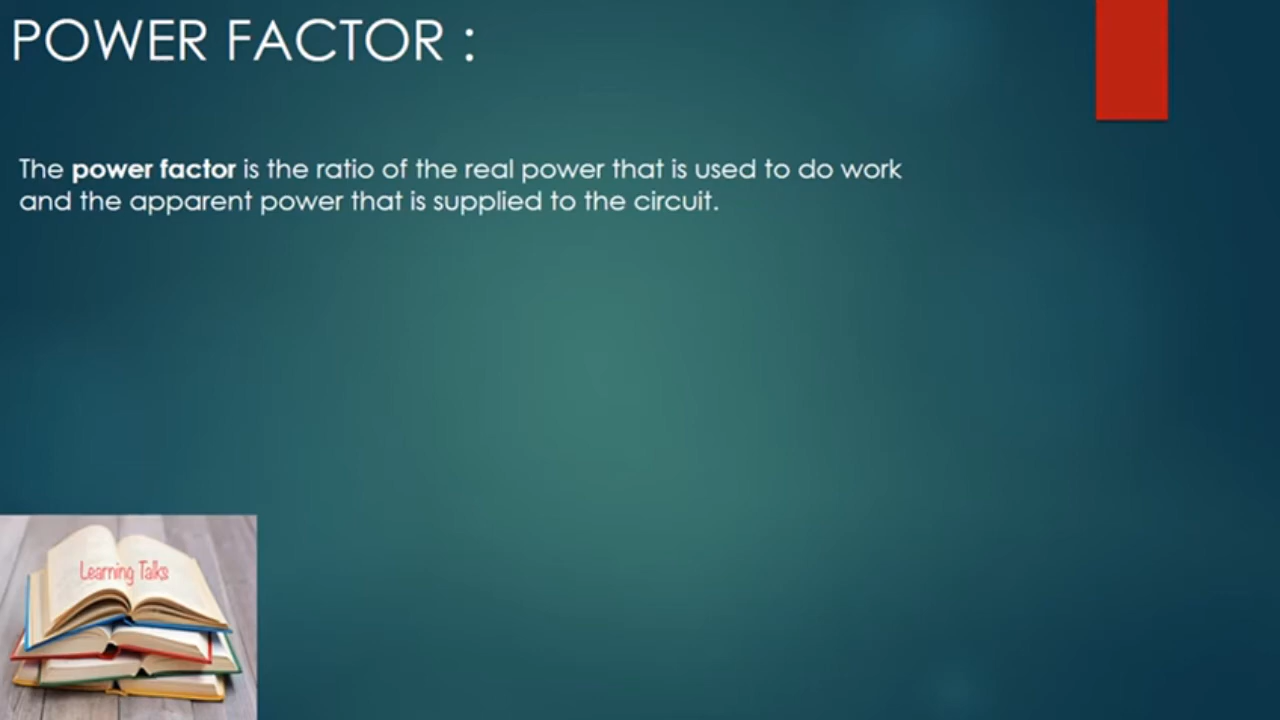 POWER FACTOR :
The power factor is the ratio of the real power that is used to do work
and the apparent power that is supplied to the circuit.
Learning Talks